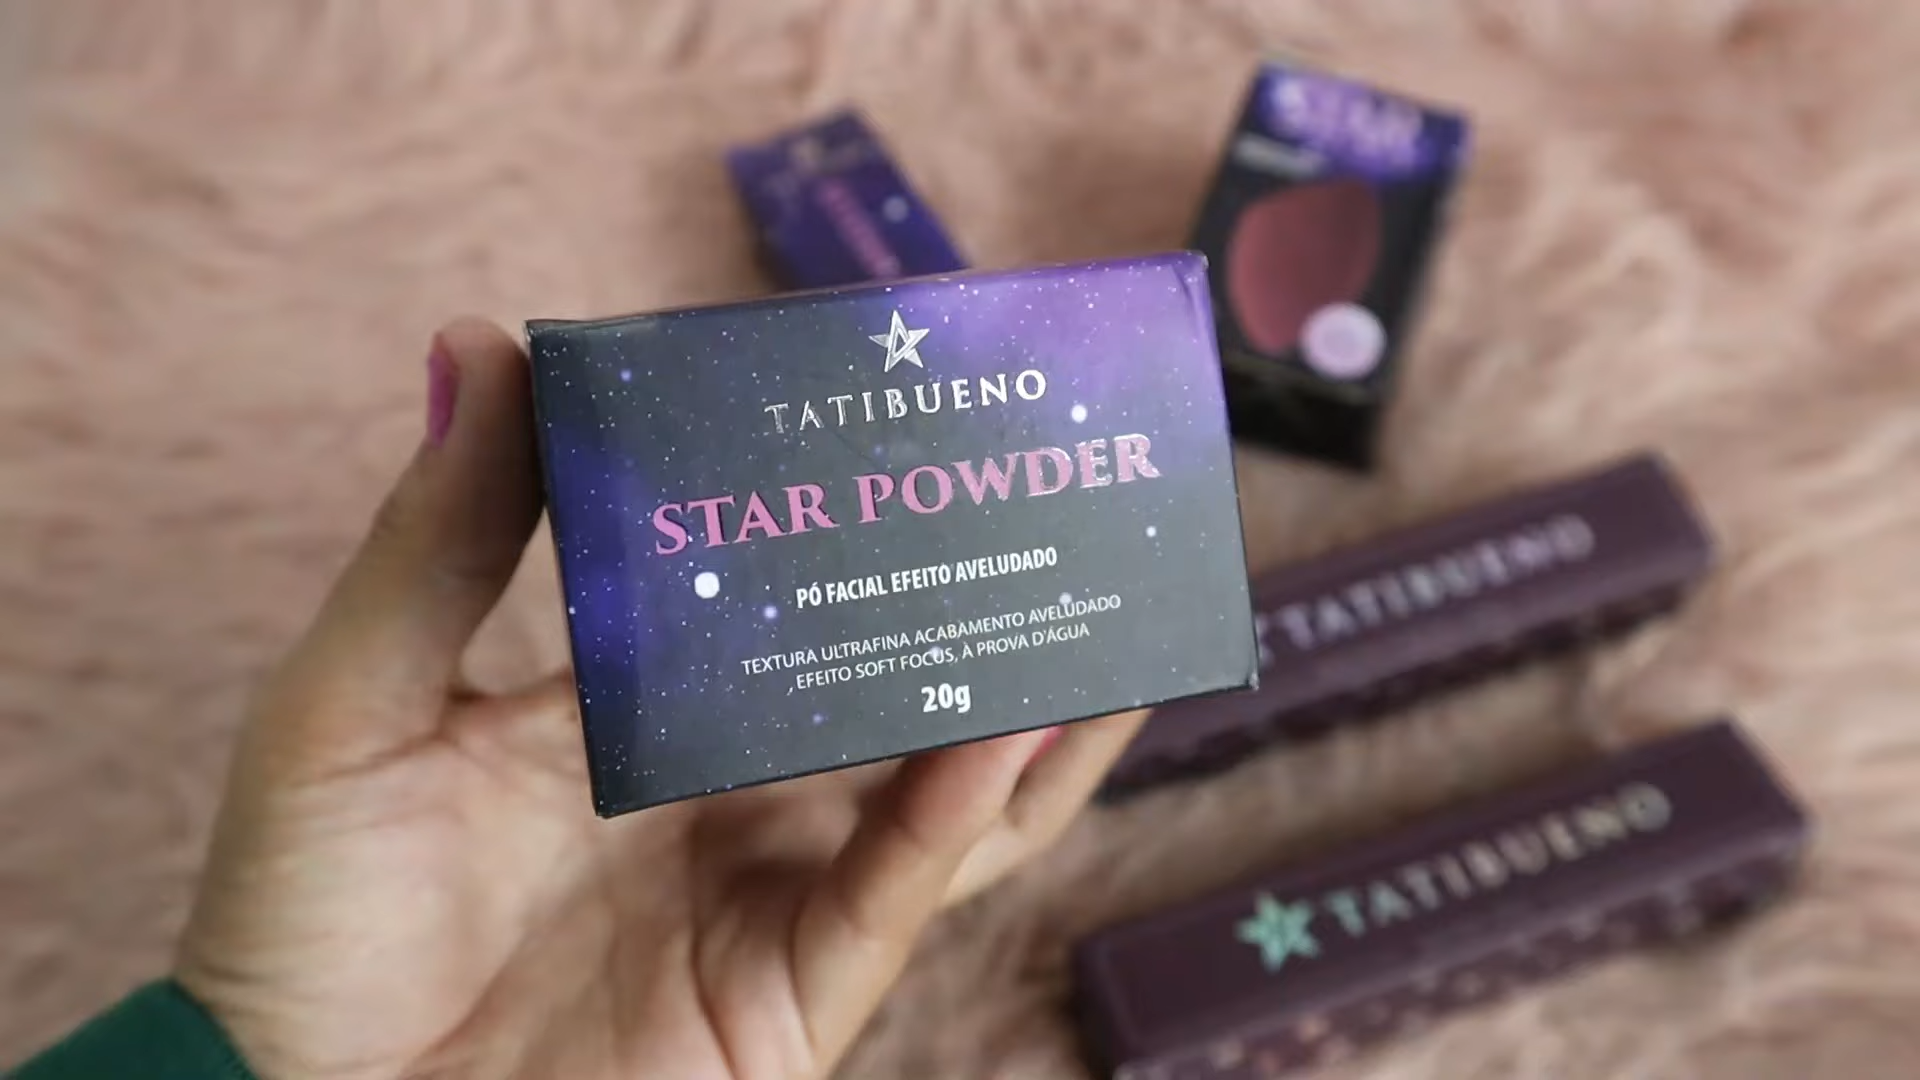 TATIBUENO
STAR POWDER
PÓ FACIAL EFEITO AVELUDADO
TEXTURA ULTRAFINA ACABAMENTO AVELUDADO
EFEITO SOFT FOCUS, À PROVA D'ÁGUA
20g
STAR
TATIBUENO
TATIBUENO